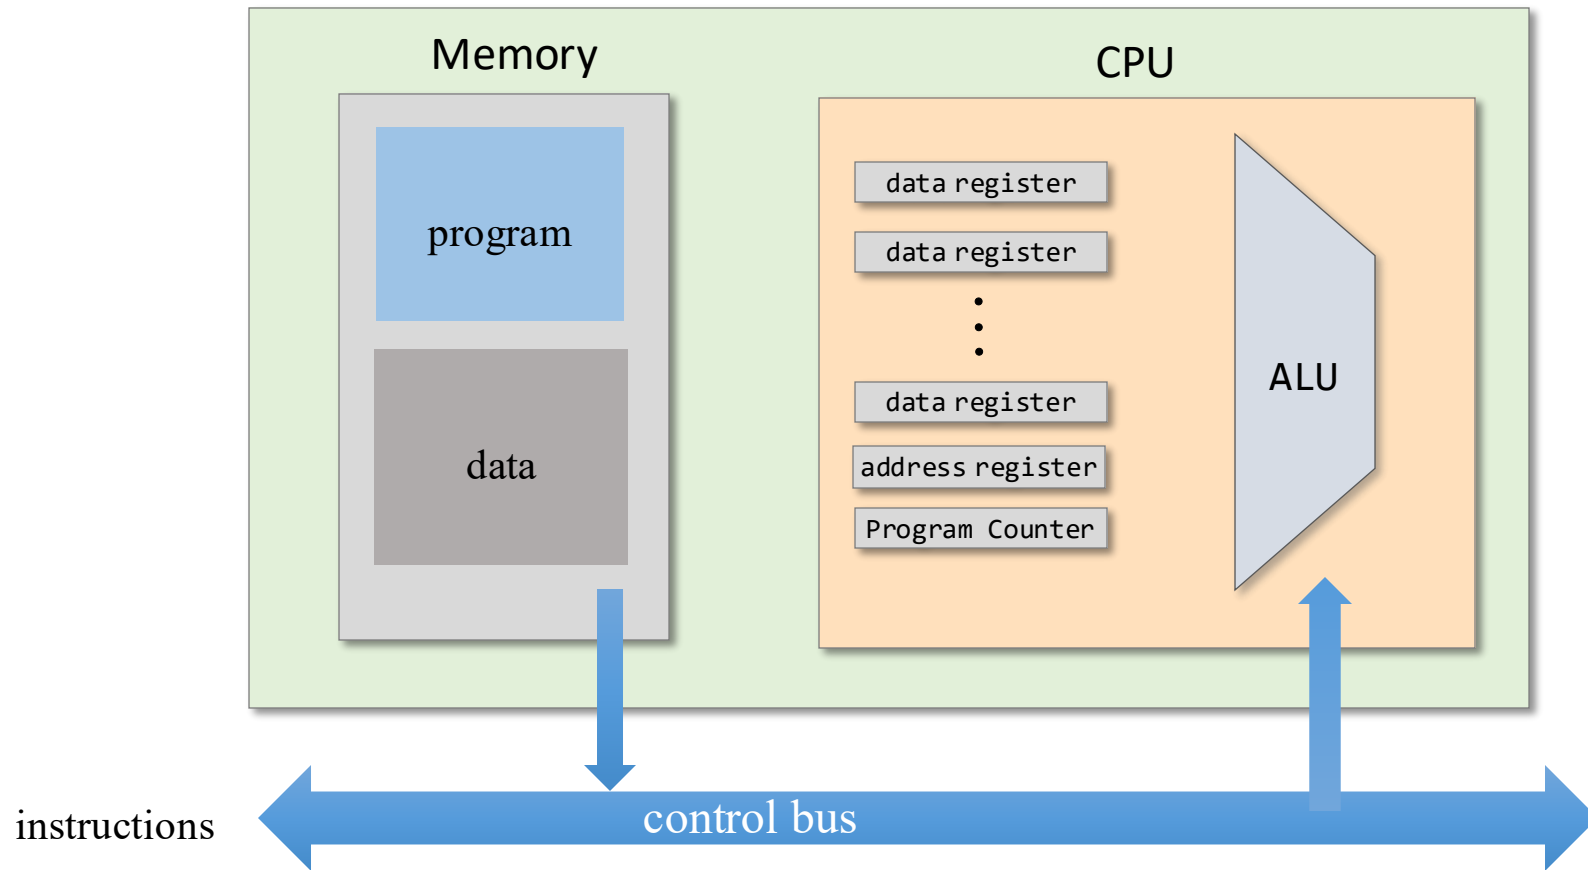 Memory
CPU
program
data
data register
data register
data register
address register
Program Counter
ALU
instructions
control bus